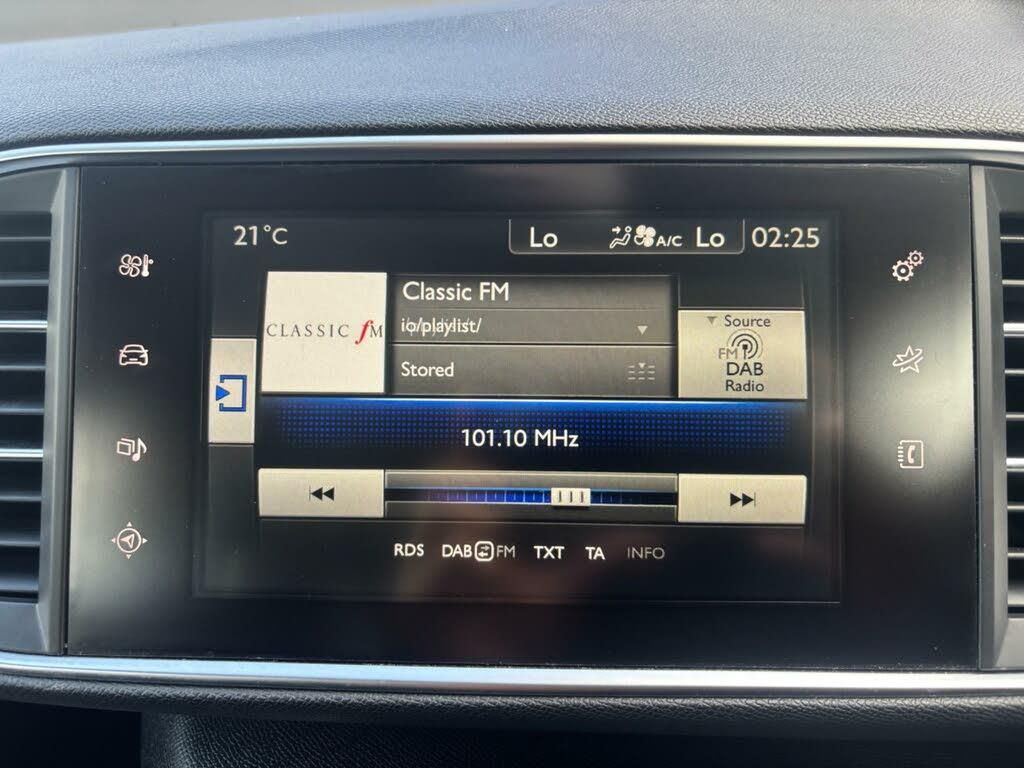 21°C
Lo
A/C Lo
02:25
CLASSIC fM
Classic FM
io/playlist/
Stored
Source
FM
DAB
Radio
101.10 MHz
RDS DAB FM TXT TA INFO